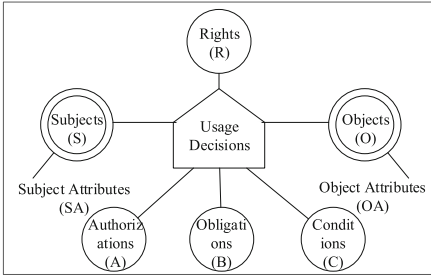 Rights
(R)
Subjects
(S)
Usage
Decisions
Objects
(O)
Subject Attributes
(SA)
Object Attributes
(OA)
Authoriz
ations
(A)
Obligati
ons
(B)
Condit
ions
(C)